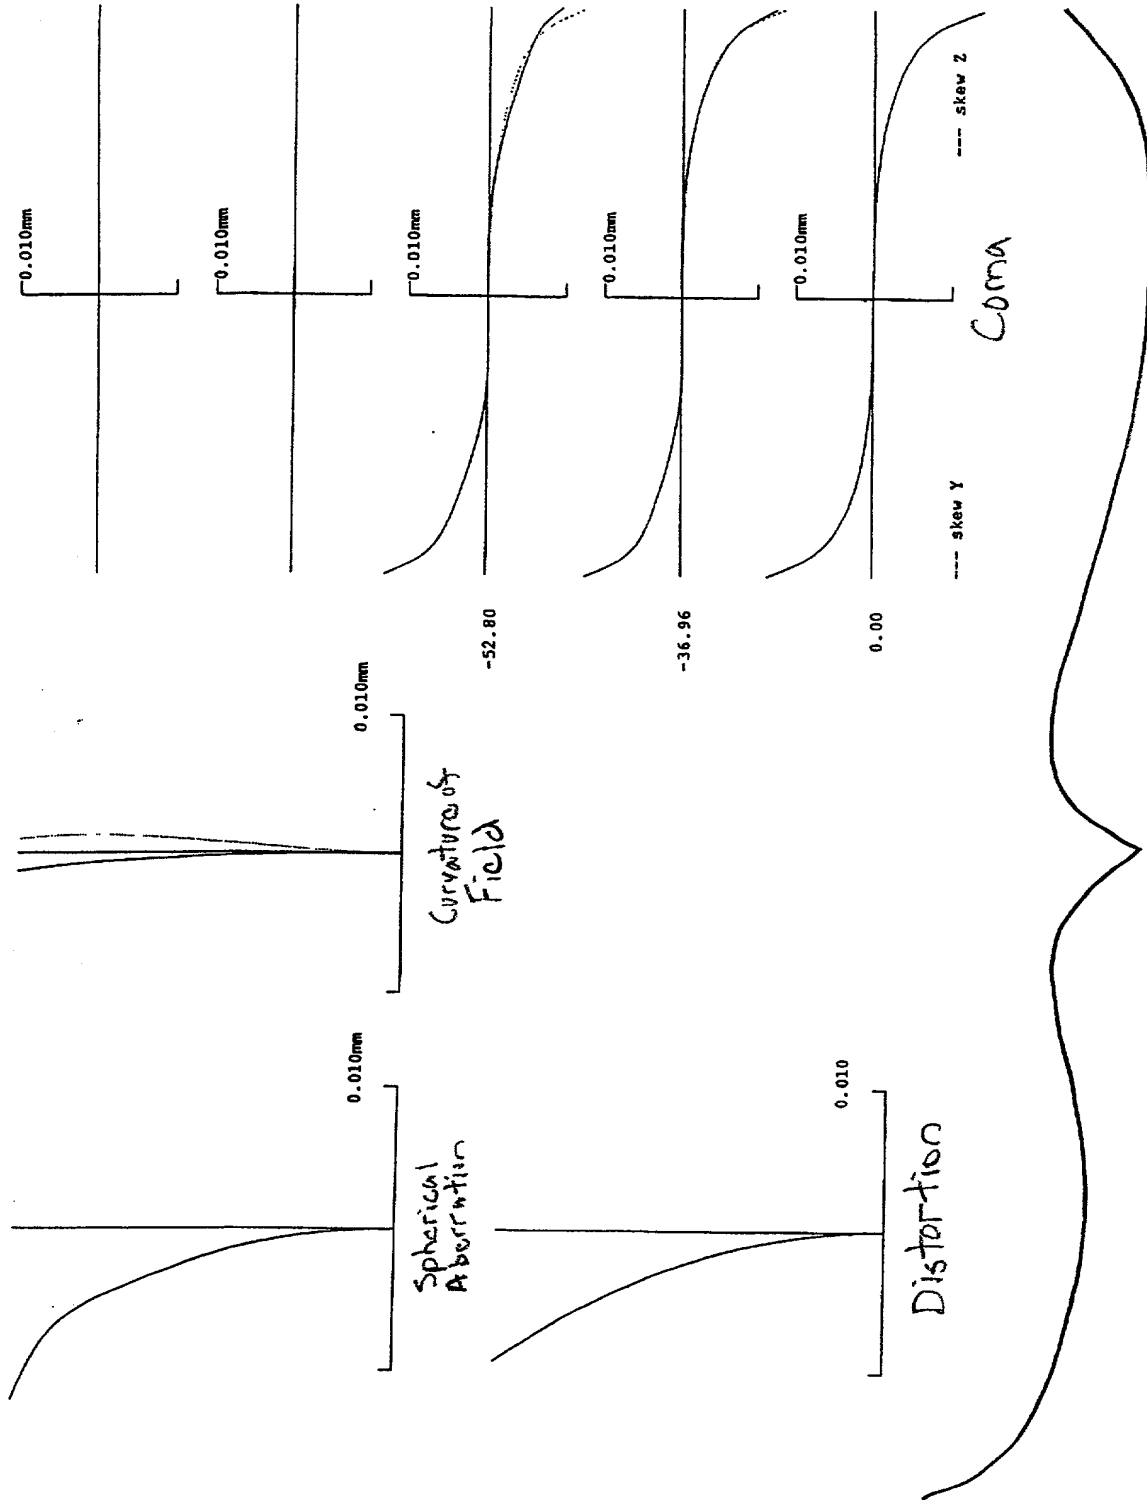 0.010mm
Spherical
Aberration
0.010
Distortion
0.010mm
Curvature of
Field
0.010mm
0.010mm
0.010mm
-52.80
0.010mm
-36.96
0.010mm
0.00
--- skew Y
--- skew Z
Coma